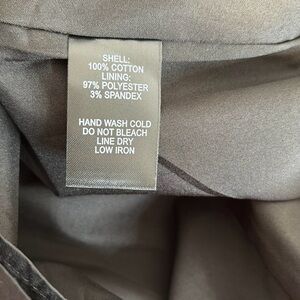 SHELL:
100% COTTON
LINING:
97% POLYESTER
3% SPANDEX
HAND WASH COLD
DO NOT BLEACH
LINE DRY
LOW IRON